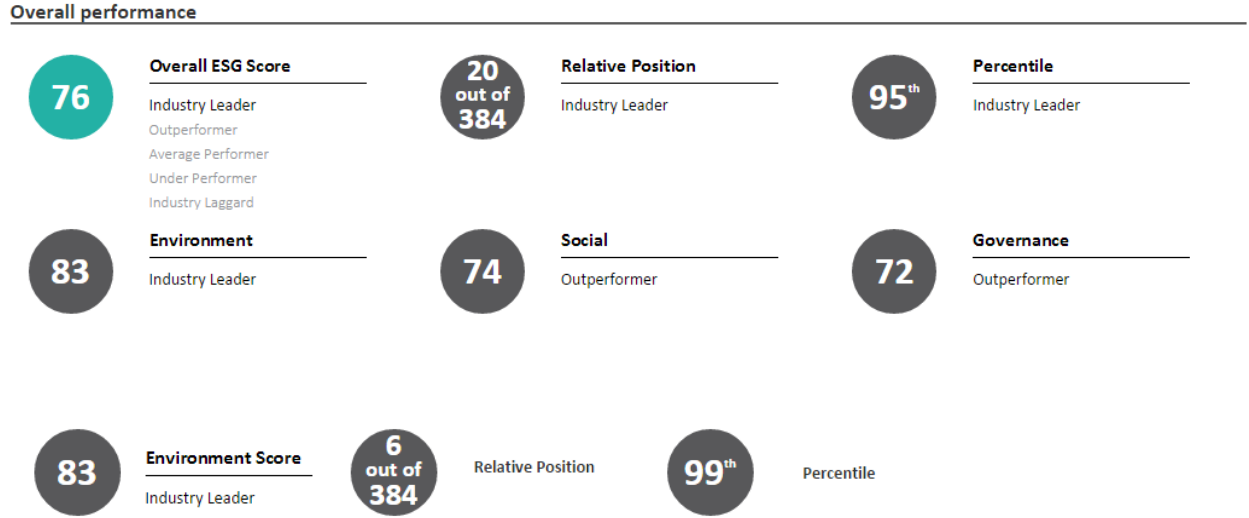 Overall performance
76
Overall ESG Score
Industry Leader
Outperformer
Average Performer
Under Performer
Industry Laggard
20
out of
384
Relative Position
Industry Leader
95th
Percentile
Industry Leader
83
Environment
Industry Leader
74
Social
Outperformer
72
Governance
Outperformer
83
Environment Score
Industry Leader
6
out of
384
Relative Position
99th
Percentile